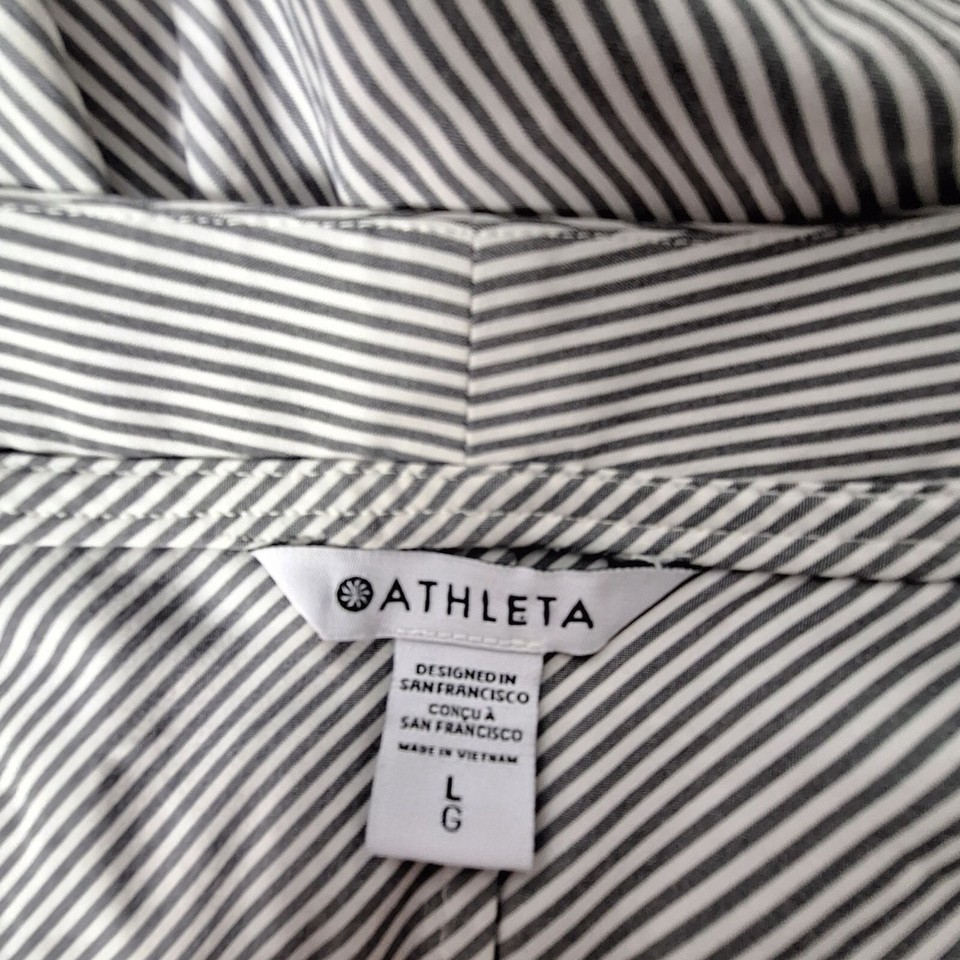 ATHLETA
DESIGNED IN
SAN FRANCISCO
CONÇU À
SAN FRANCISCO
MADE IN VIETNAM
L
G